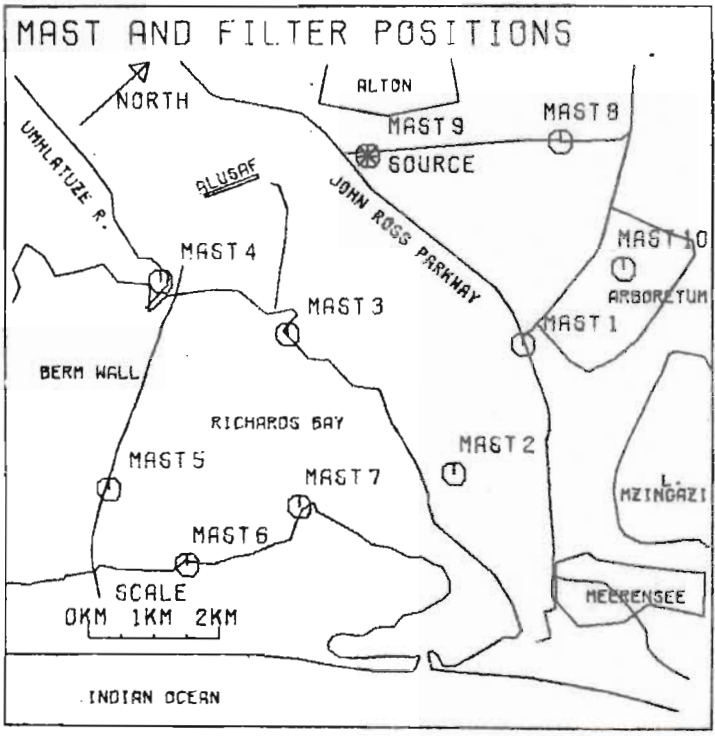 MAST AND FILTER POSITIONS
ALTON
NORTH
MAST 9
MAST 8
UMHLATUZE R.
ALUSAF
SOURCE
JOHN ROSS PARKWAY
MAST 4
MAST 10
MAST 3
ARBORETUM
MAST 1
BERM WALL
RICHARDS BAY
MAST 5
MAST 7
MAST 2
L.
MZINGAZI
MAST 6
SCALE
0KM 1KM 2KM
MEERENSEE
INDIAN OCEAN